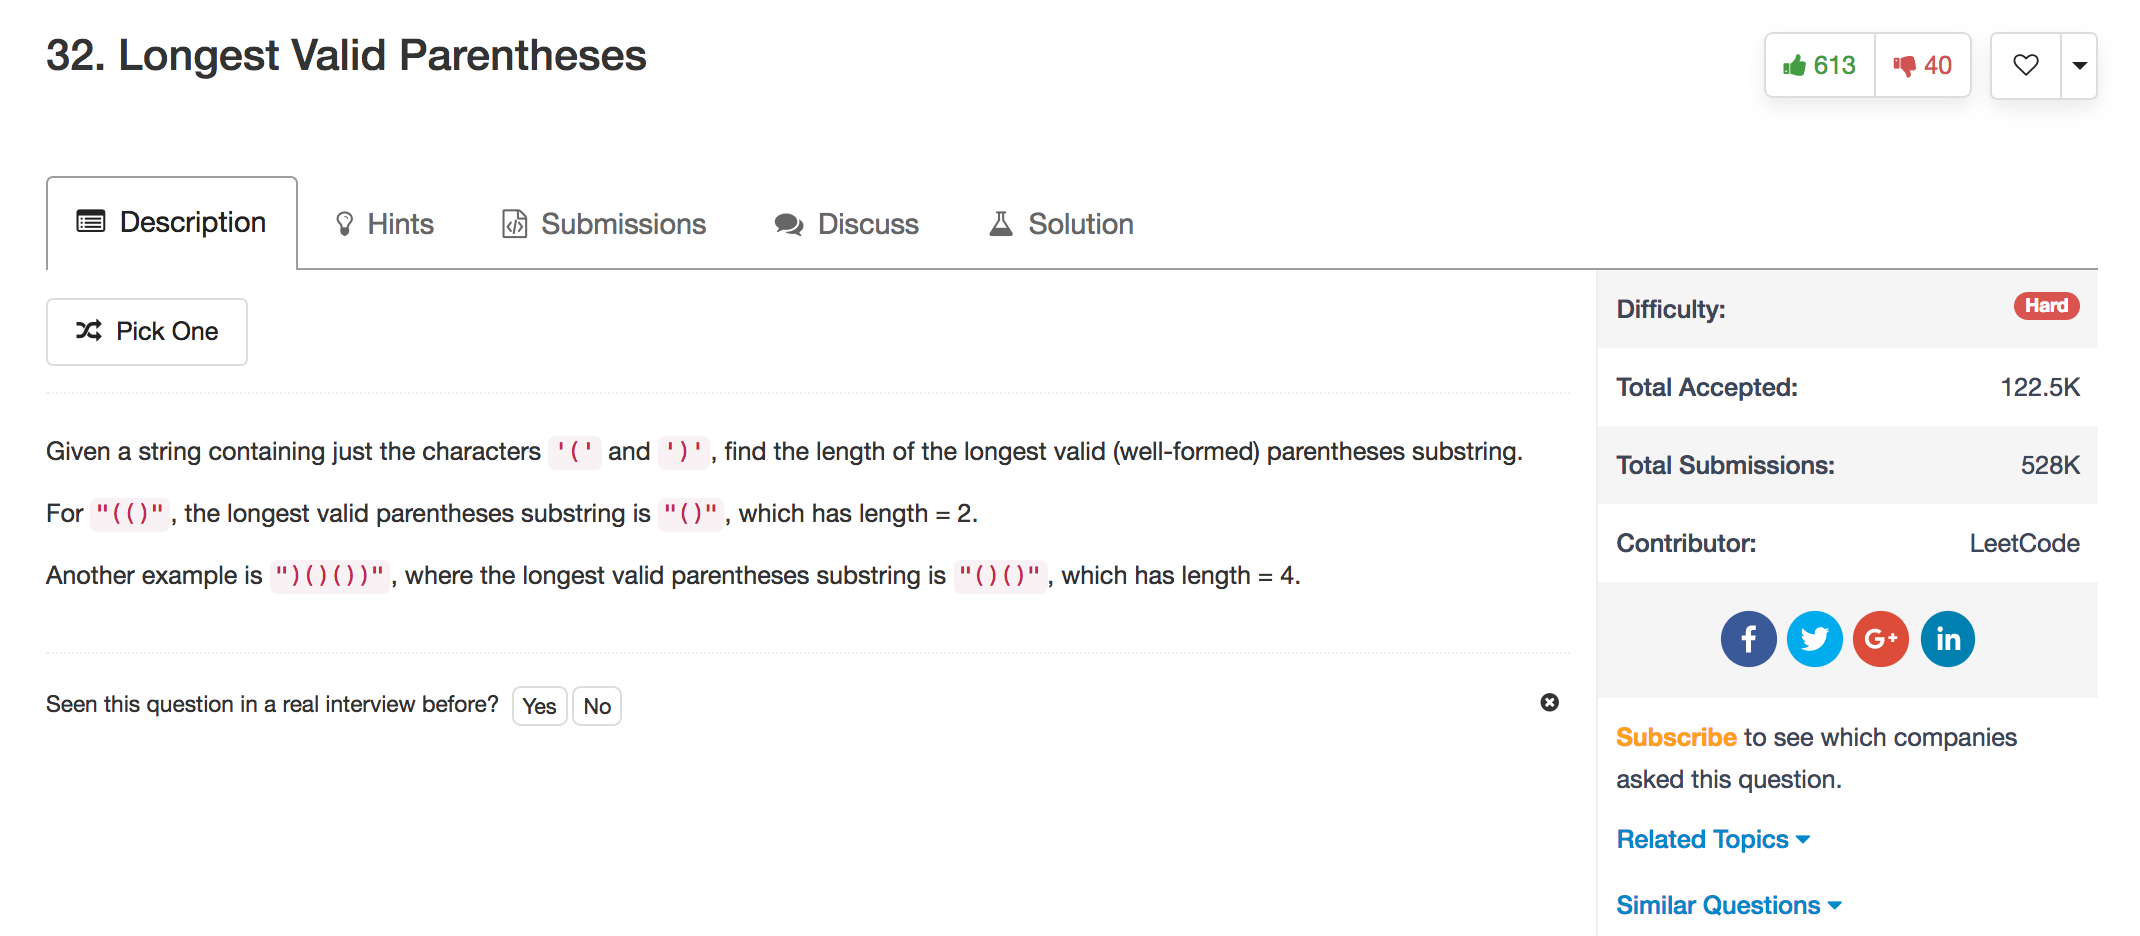 32. Longest Valid Parentheses
613
40
Description
Hints
Submissions
Discuss
Solution
Pick One
Given a string containing just the characters '(' and ')', find the length of the longest valid (well-formed) parentheses substring.
For "(()", the longest valid parentheses substring is "()", which has length = 2.
Another example is ")()())", where the longest valid parentheses substring is "()()", which has length = 4.
Seen this question in a real interview before? Yes No
Difficulty: Hard
Total Accepted: 122.5K
Total Submissions: 528K
Contributor: LeetCode
f G+ in
Subscribe to see which companies
asked this question.
Related Topics
Similar Questions